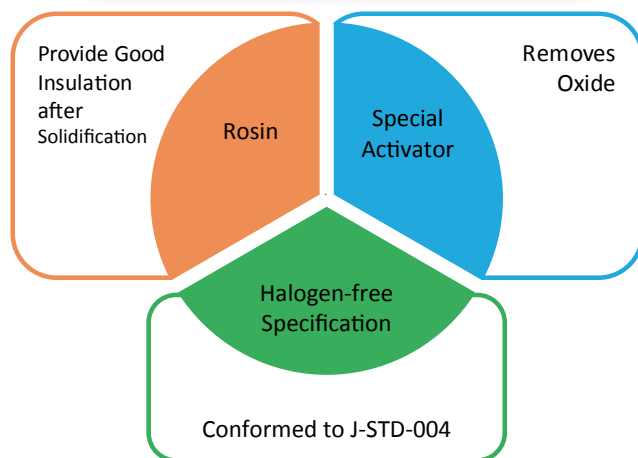 Provide Good
Insulation
after
Solidification
Rosin
Special
Activator
Removes
Oxide
Halogen-free
Specification
Conformed to J-STD-004